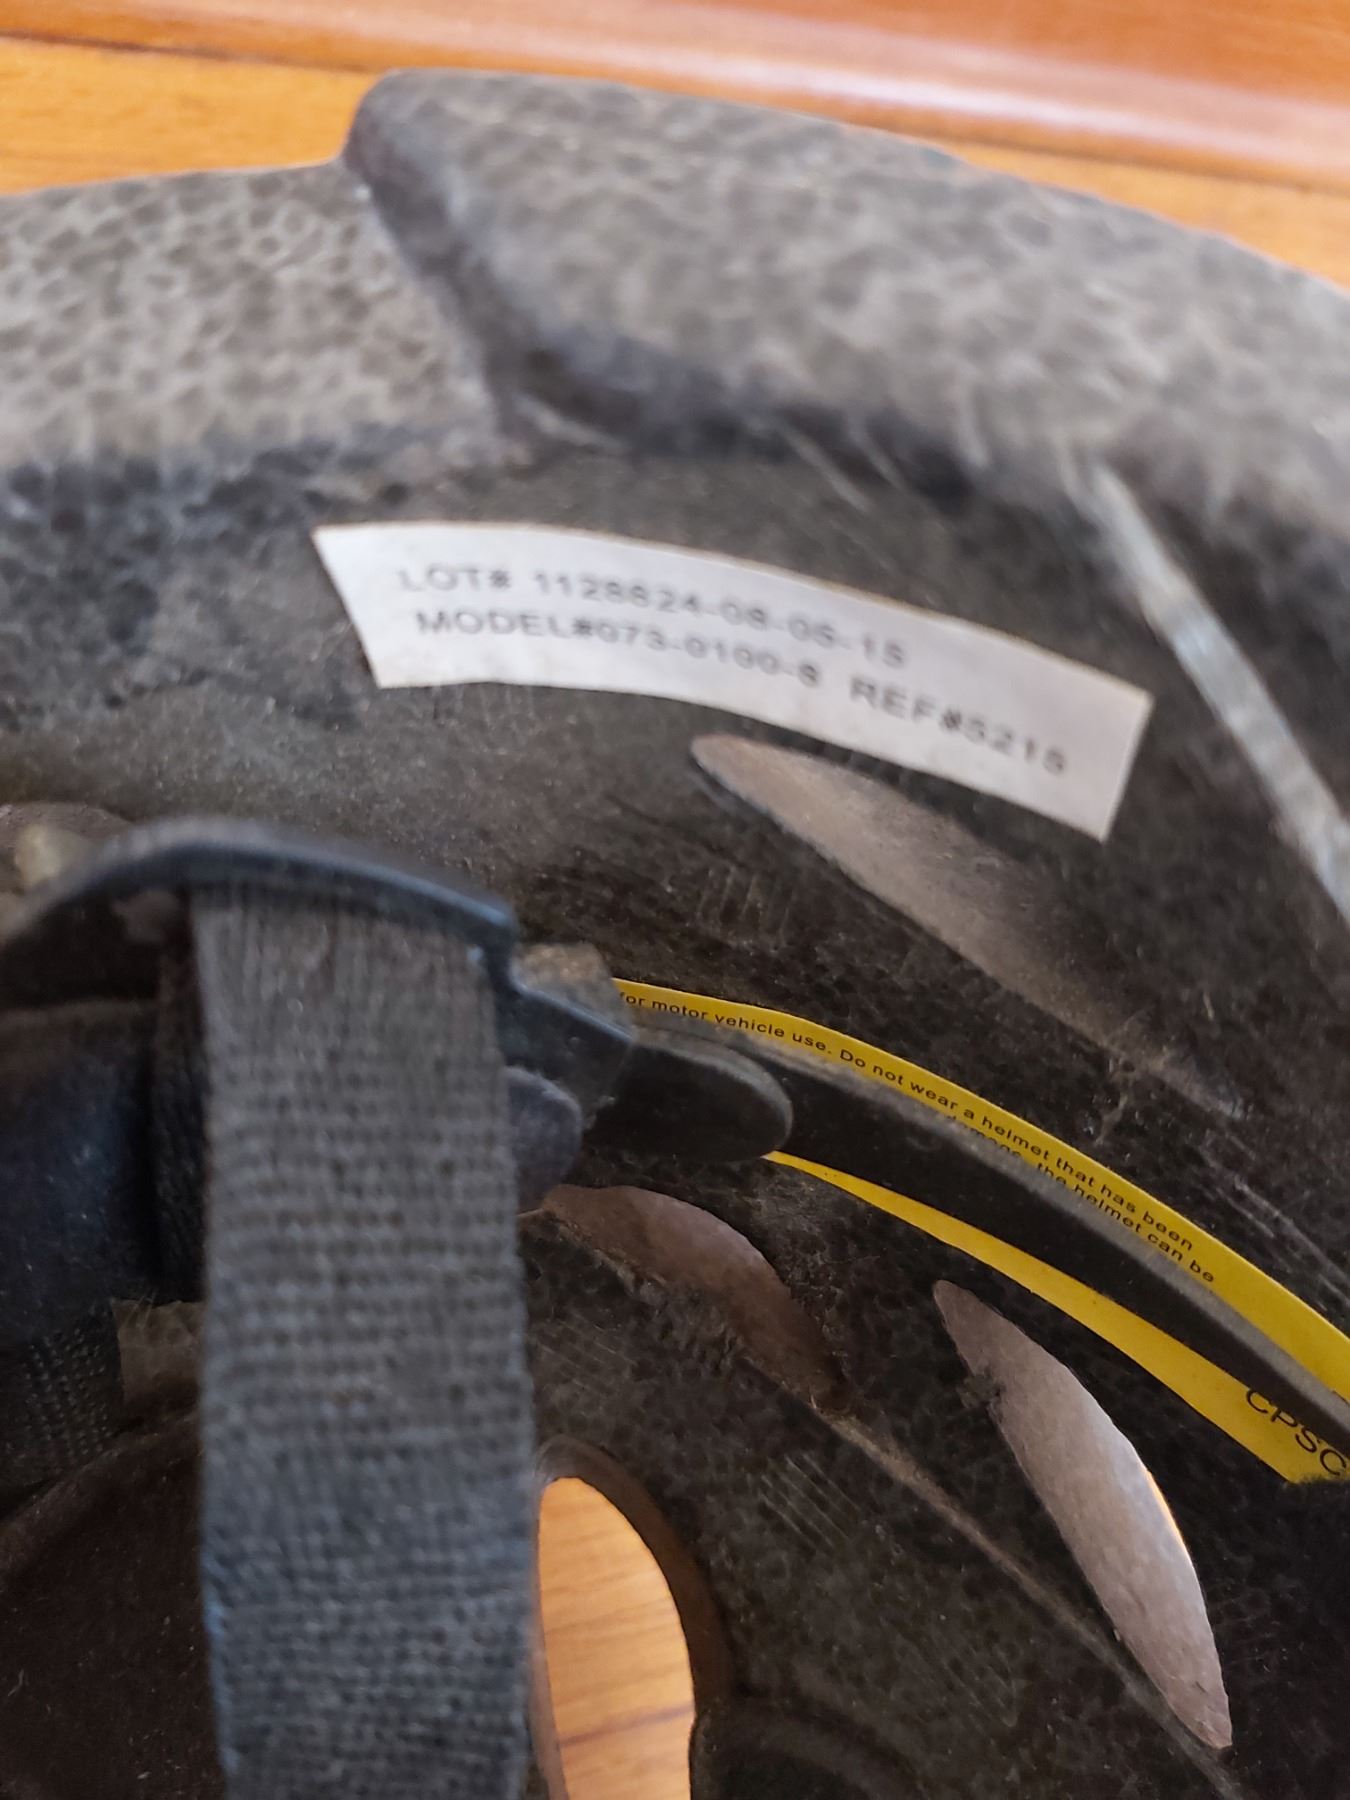 LOT# 1128824-08-05-15
MODEL#073-0100-8 REF#5215
for motor vehicle use. Do not wear a helmet that has been
the helmet can be
CPSC